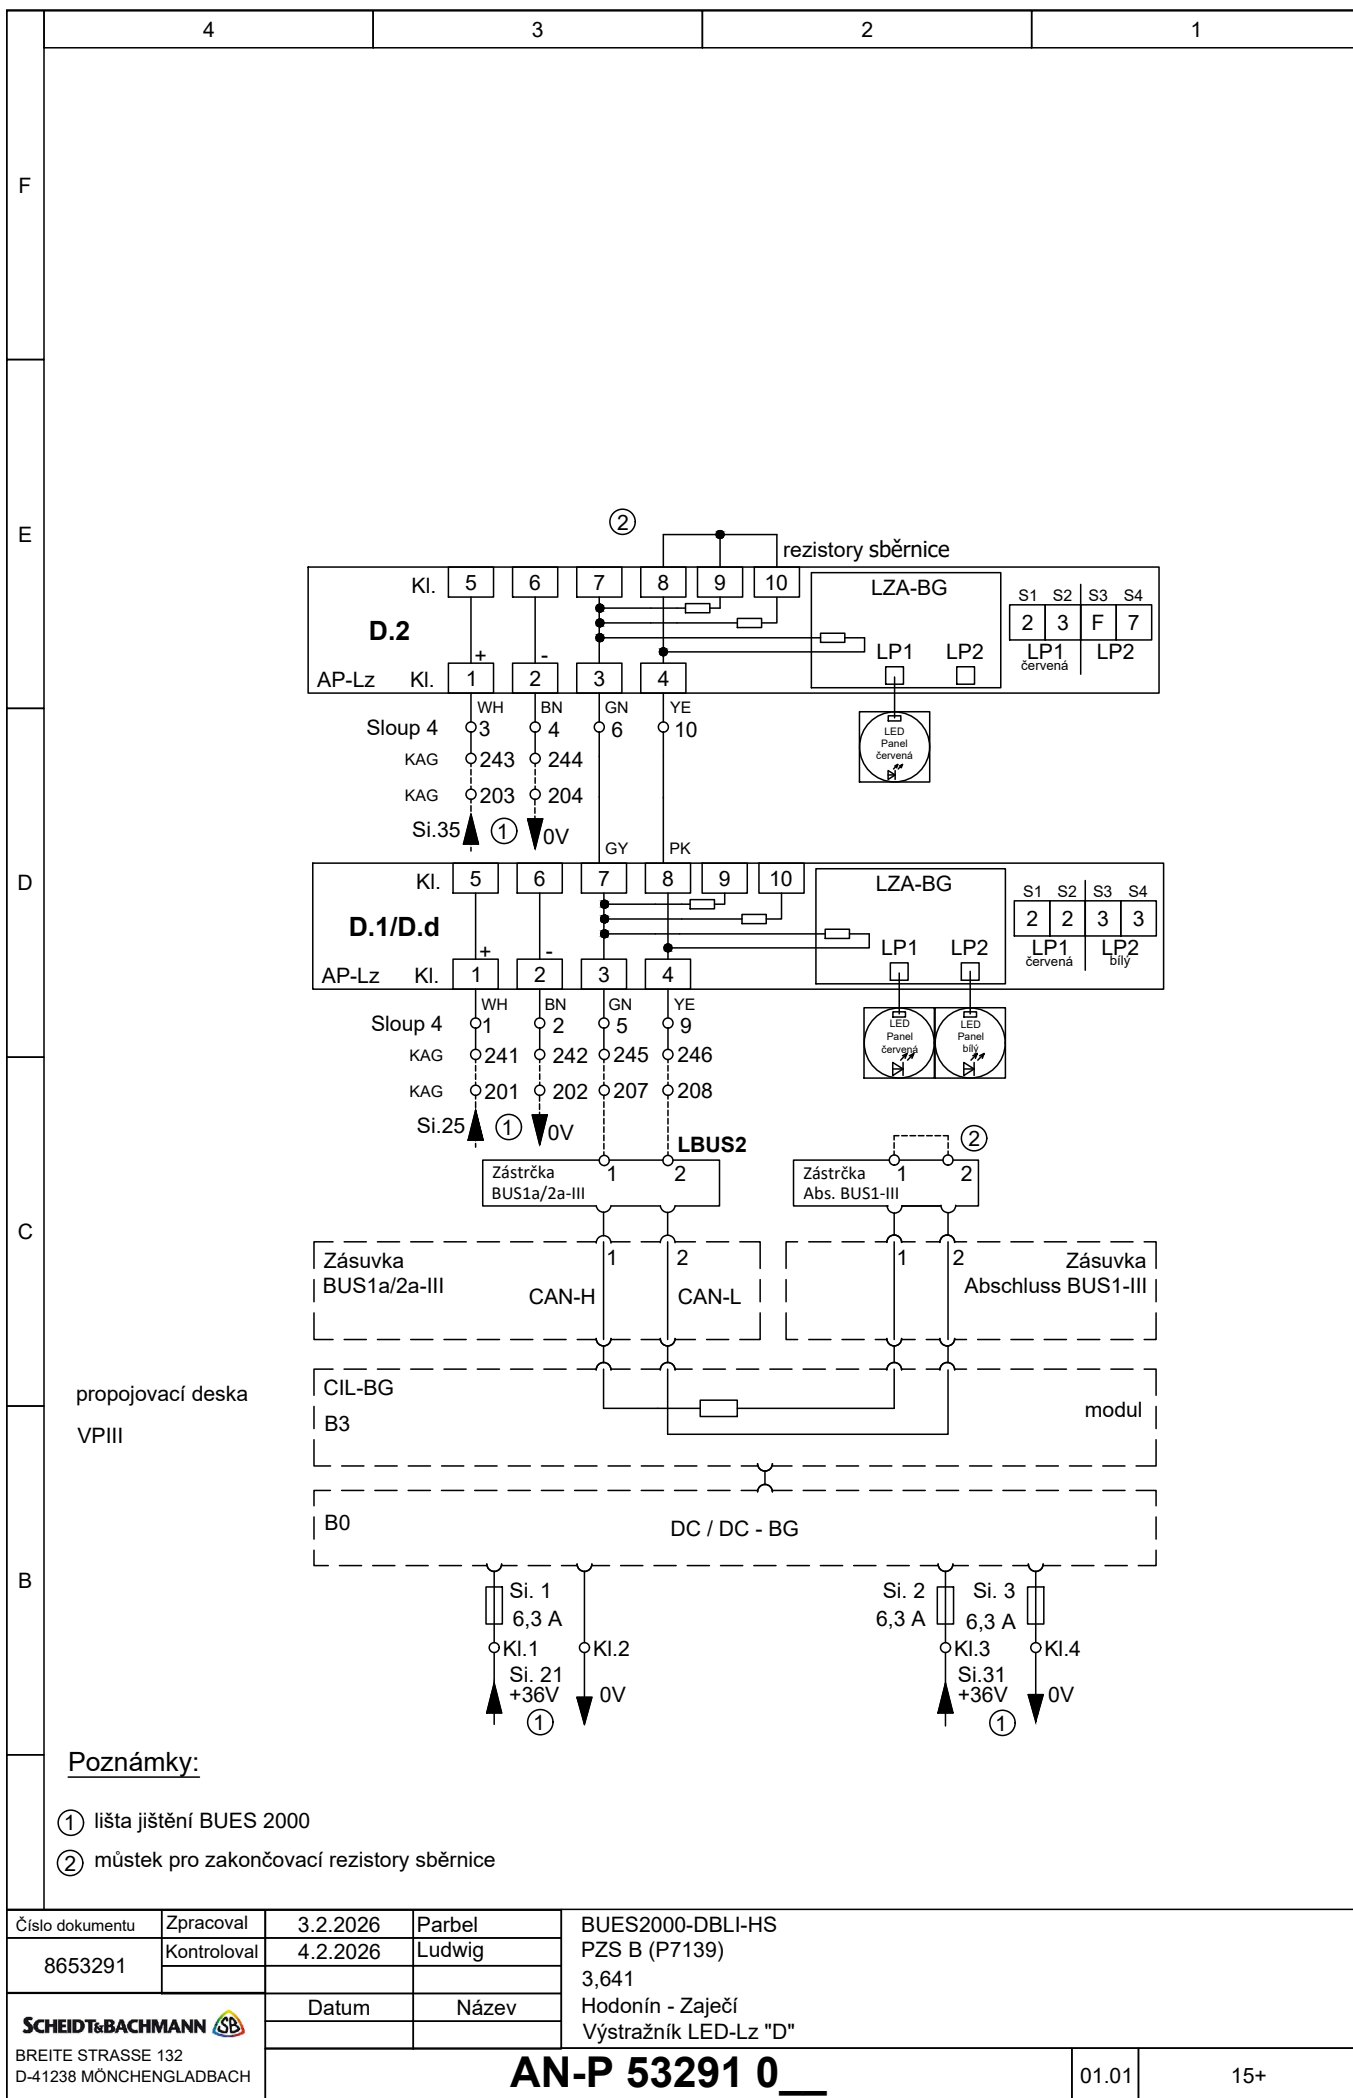 4 3 2 1
F
E
D
C
B
2
rezistory sběrnice
Kl. 5 6 7 8 9 10
LZA-BG
S1 S2 S3 S4
2 3 F 7
D.2
LP1 LP2
LP1 LP2
červená
+ -
AP-Lz Kl. 1 2 3 4
WH BN GN YE
Sloup 4 3 4 6 10
KAG 243 244
KAG 203 204
Si.35 1 0V
LED
Panel
červená
GY PK
Kl. 5 6 7 8 9 10
LZA-BG
S1 S2 S3 S4
2 2 3 3
D.1/D.d
LP1 LP2
LP1 LP2
červená bílý
+ -
AP-Lz Kl. 1 2 3 4
WH BN GN YE
Sloup 4 1 2 5 9
KAG 241 242 245 246
KAG 201 202 207 208
Si.25 1 0V
LED LED
Panel Panel
červená bílý
LBUS2
2
Zástrčka 1 2
BUS1a/2a-III
Zástrčka 1 2
Abs. BUS1-III
Zásuvka 1 2
BUS1a/2a-III
CAN-H CAN-L
1 2 Zásuvka
Abschluss BUS1-III
propojovací deska
VPIII
CIL-BG
B3
modul
B0
DC / DC - BG
Si. 1
6,3 A
Kl.1 Kl.2
Si. 21
+36V 0V
1
Si. 2 Si. 3
6,3 A 6,3 A
Kl.3 Kl.4
Si.31
+36V 0V
1
Poznámky:
1 lišta jištění BUES 2000
2 můstek pro zakončovací rezistory sběrnice
Číslo dokumentu
8653291
Zpracoval 3.2.2026 Parbel
Kontroloval 4.2.2026 Ludwig
Datum Název
BUES2000-DBLI-HS
PZS B (P7139)
3,641
Hodonín - Zaječí
Výstražník LED-Lz "D"
SCHEIDT&BACHMANN SB
BREITE STRASSE 132
D-41238 MÖNCHENGLADBACH
AN-P 53291 0__
01.01
15+